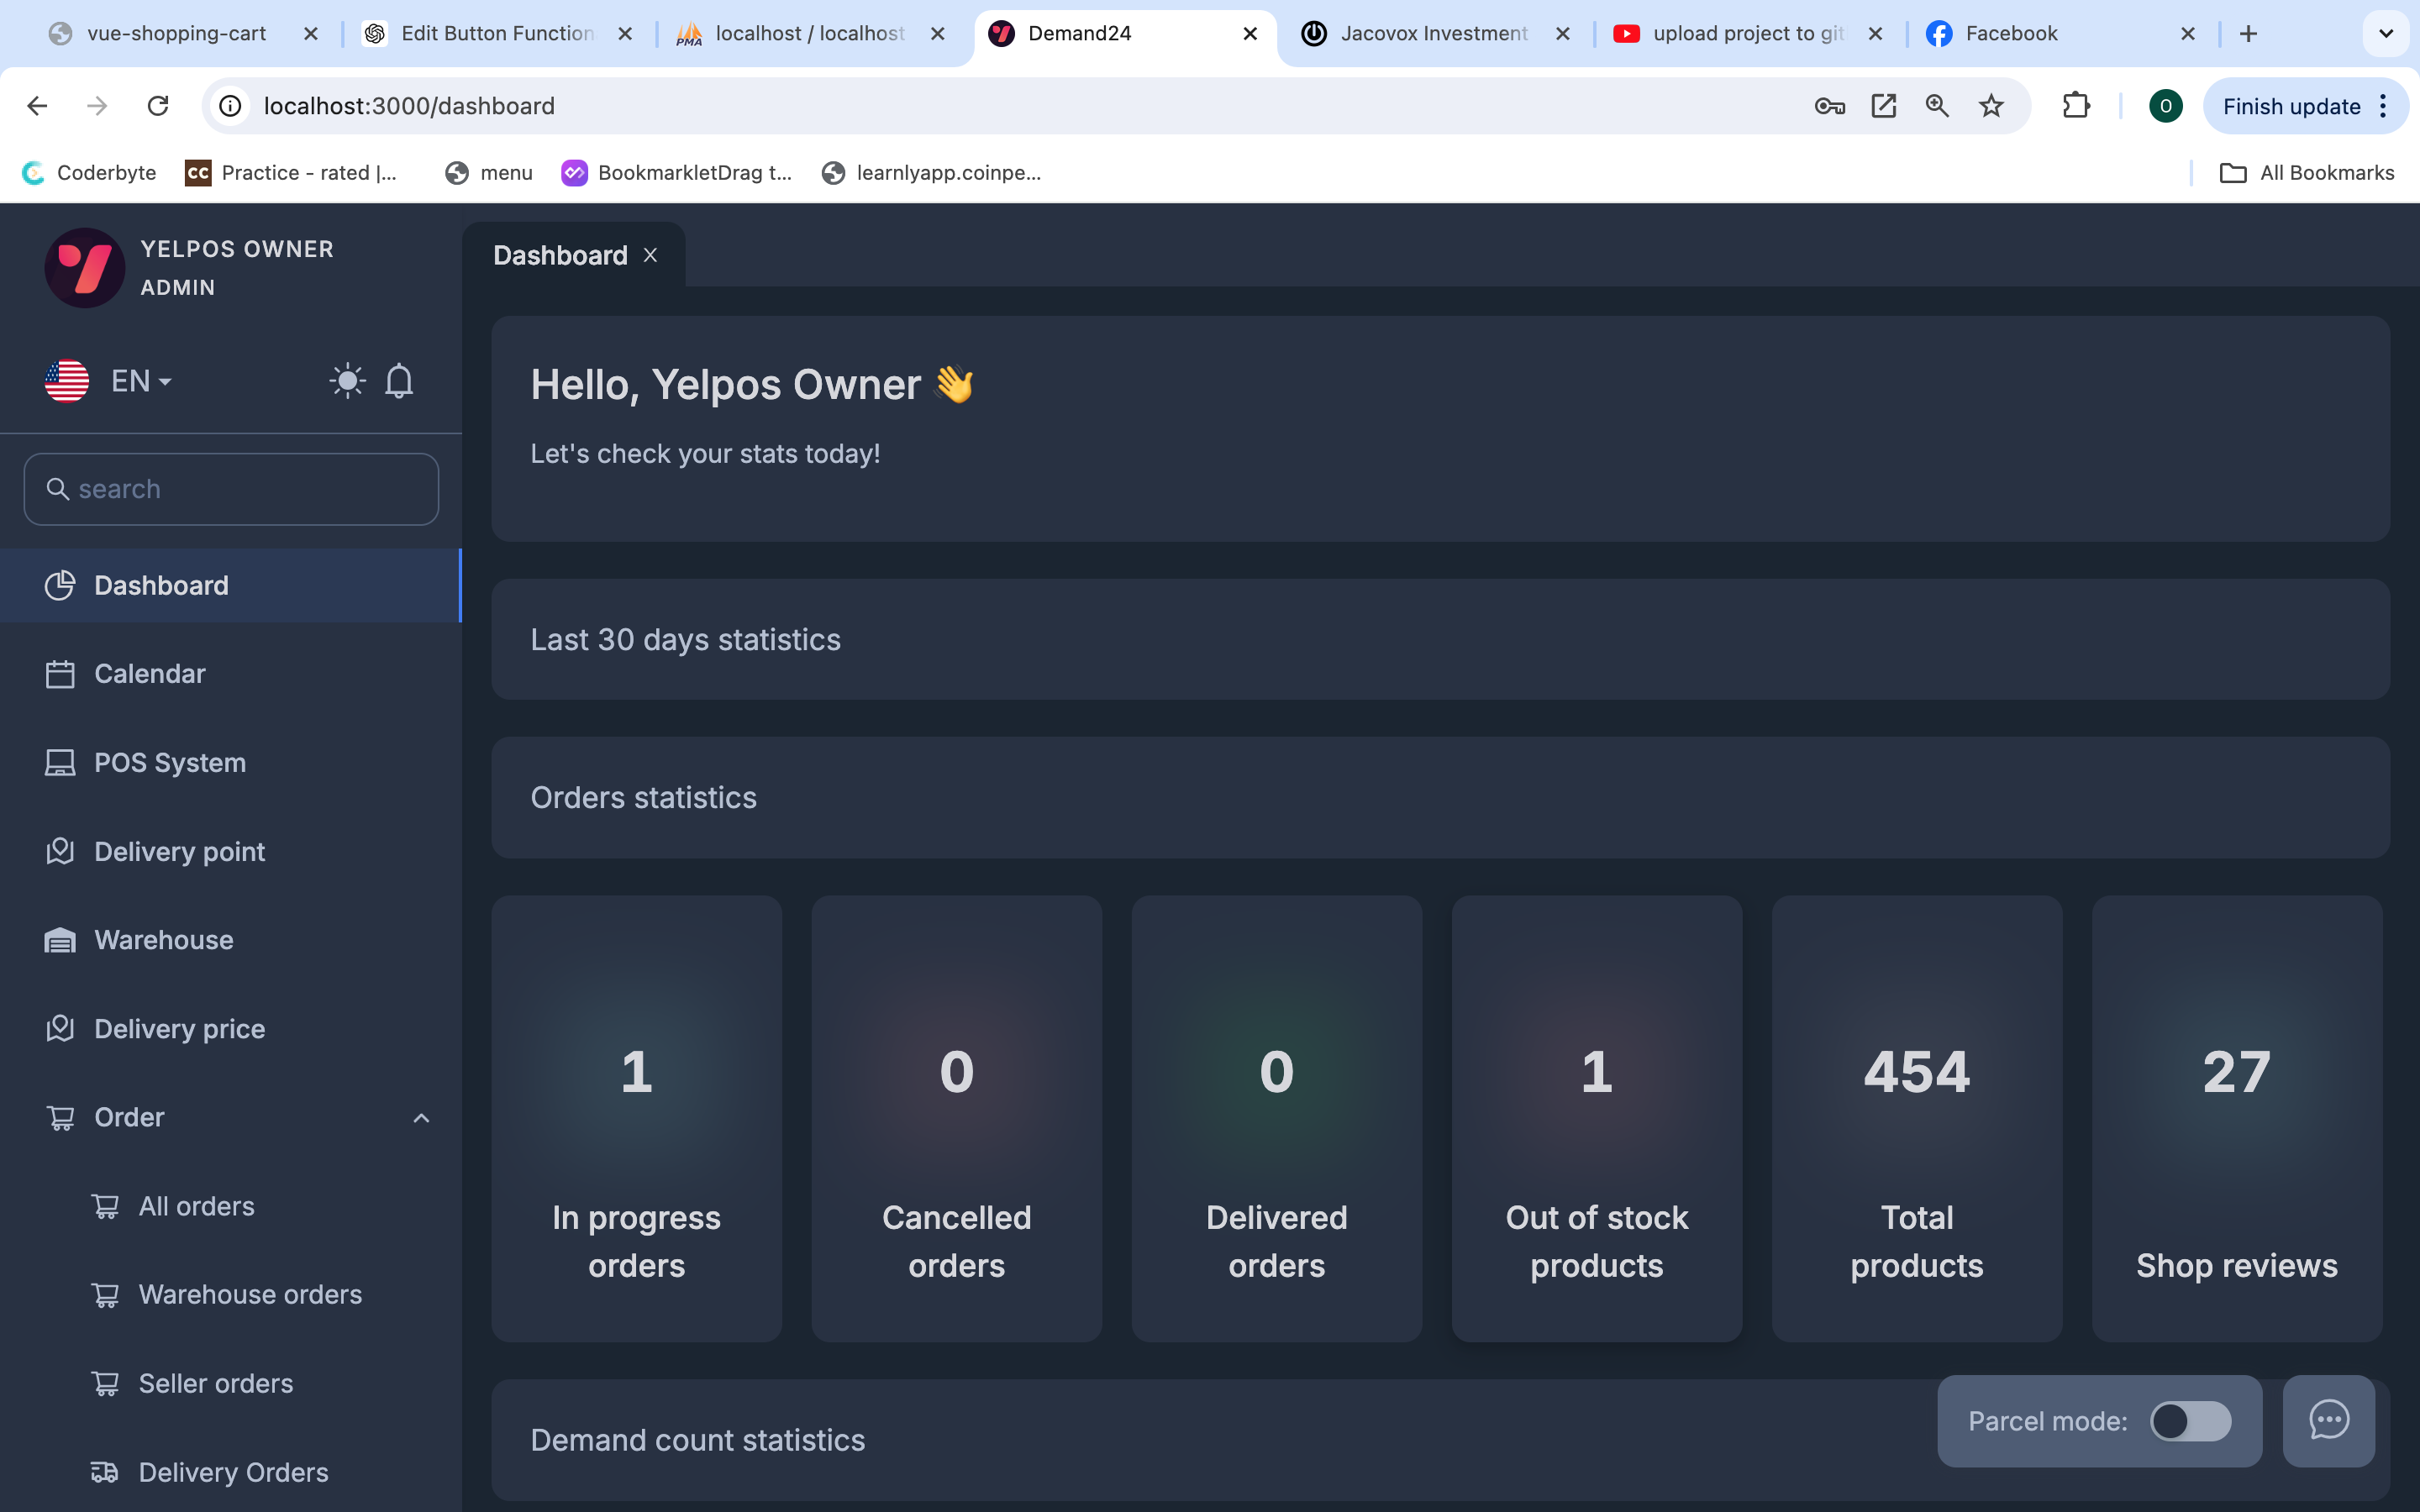 vue-shopping-cart
Edit Button Function
localhost / localhost
Demand24
Jacovox Investment
upload project to git
Facebook
localhost:3000/dashboard
O
Finish update
Coderbyte
CC
Practice - rated |...
menu
BookmarkletDrag t...
learnlyapp.coinpe...
All Bookmarks
PMA
YELPOS OWNER
ADMIN
EN
search
Dashboard
Calendar
POS System
Delivery point
Warehouse
Delivery price
Order
All orders
Warehouse orders
Seller orders
Delivery Orders
Dashboard
Hello, Yelpos Owner 👋
Let's check your stats today!
Last 30 days statistics
Orders statistics
1
In progress
orders
0
Cancelled
orders
0
Delivered
orders
1
Out of stock
products
454
Total
products
27
Shop reviews
Demand count statistics
Parcel mode: